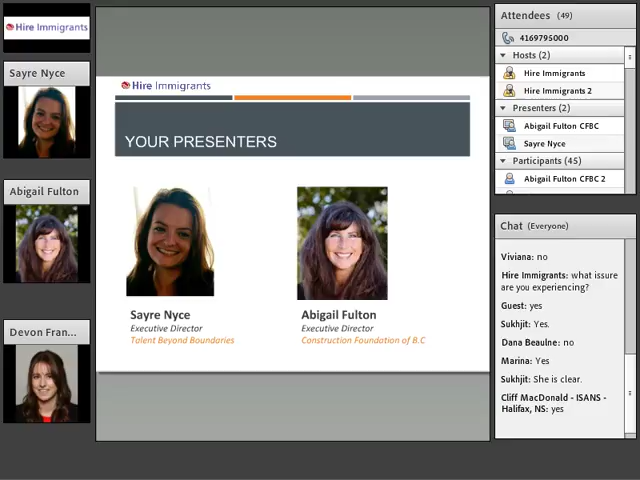 Hire Immigrants
Sayre Nyce
Abigail Fulton
Devon Fran...
Hire Immigrants
YOUR PRESENTERS
Sayre Nyce
Executive Director
Talent Beyond Boundaries
Abigail Fulton
Executive Director
Construction Foundation of B.C
Attendees (49)
4169795000
Hosts (2)
Hire Immigrants
Hire Immigrants 2
Presenters (2)
Abigail Fulton CFBC
Sayre Nyce
Participants (45)
Abigail Fulton CFBC 2
Chat (Everyone)
Viviana: no
Hire Immigrants: what issure
are you experiencing?
Guest: yes
Sukhjit: Yes.
Dana Beaulne: no
Marina: Yes
Sukhjit: She is clear.
Cliff MacDonald - ISANS -
Halifax, NS: yes